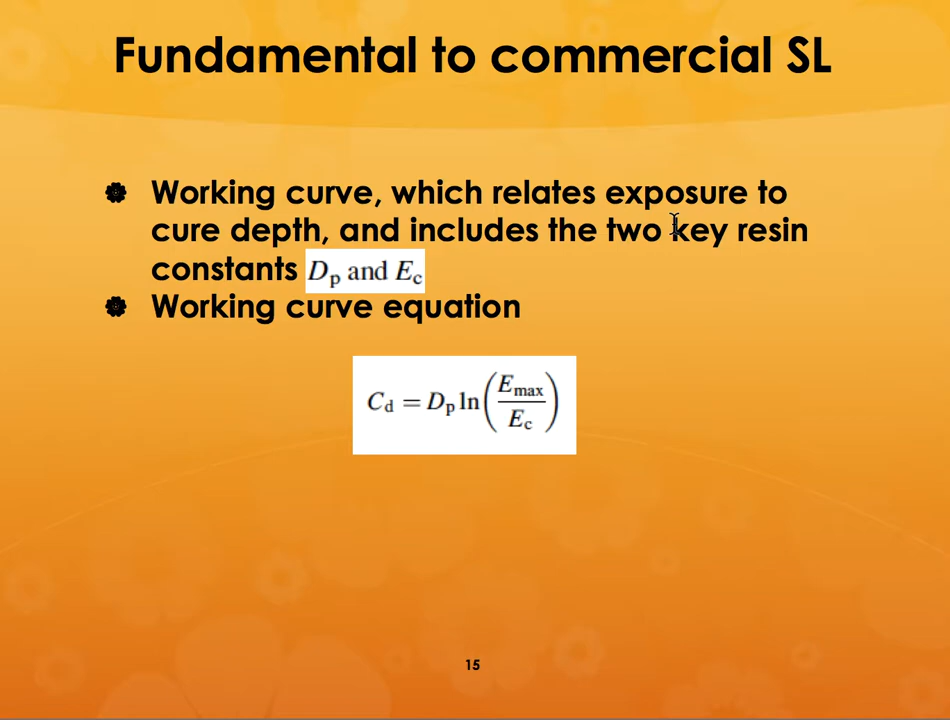 Fundamental to commercial SL
Working curve, which relates exposure to
cure depth, and includes the two key resin
constants Dp and Ec
Working curve equation
Cd = Dp ln(Emax/Ec)
15